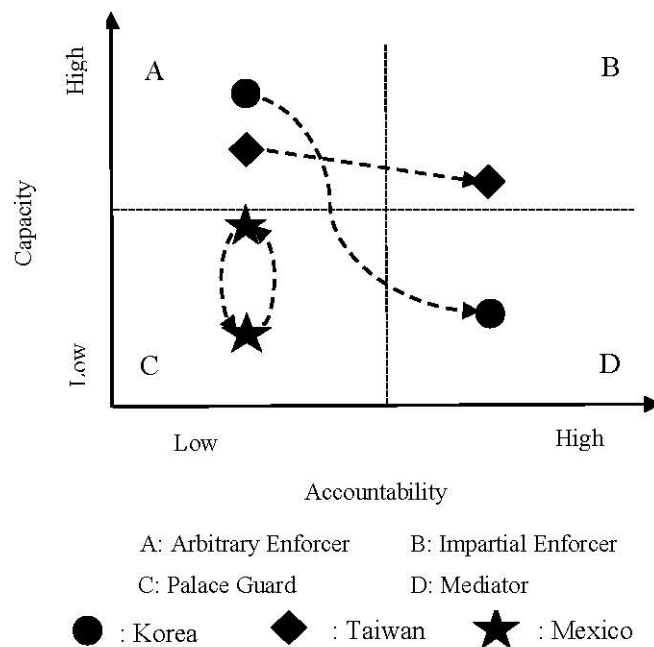 High
A
B
Capacity
Low
C
D
Low
High
Accountability
A: Arbitrary Enforcer B: Impartial Enforcer
C: Palace Guard D: Mediator
: Korea : Taiwan : Mexico